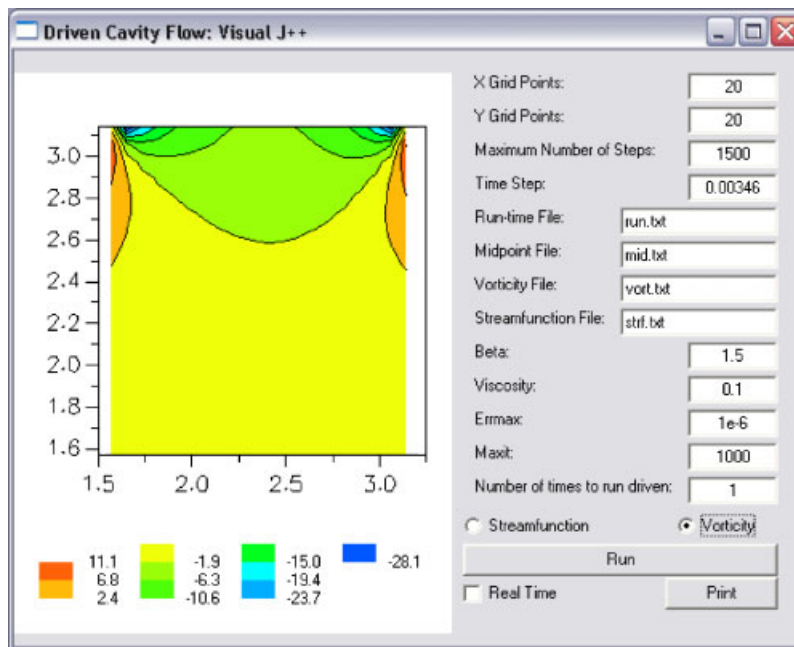 Driven Cavity Flow: Visual J++
3.0
2.8
2.6
2.4
2.2
2.0
1.8
1.6
1.5 2.0 2.5 3.0
11.1 -1.9 -15.0 -28.1
6.8 -6.3 -19.4
2.4 -10.6 -23.7
X Grid Points: 20
Y Grid Points: 20
Maximum Number of Steps: 1500
Time Step: 0.00346
Run-time File: run.txt
Midpoint File: mid.txt
Vorticity File: vort.txt
Streamfunction File: strf.txt
Beta: 1.5
Viscosity: 0.1
Errmax: 1e-6
Maxit: 1000
Number of times to run driven: 1
Streamfunction Vorticity
Run
Real Time Print